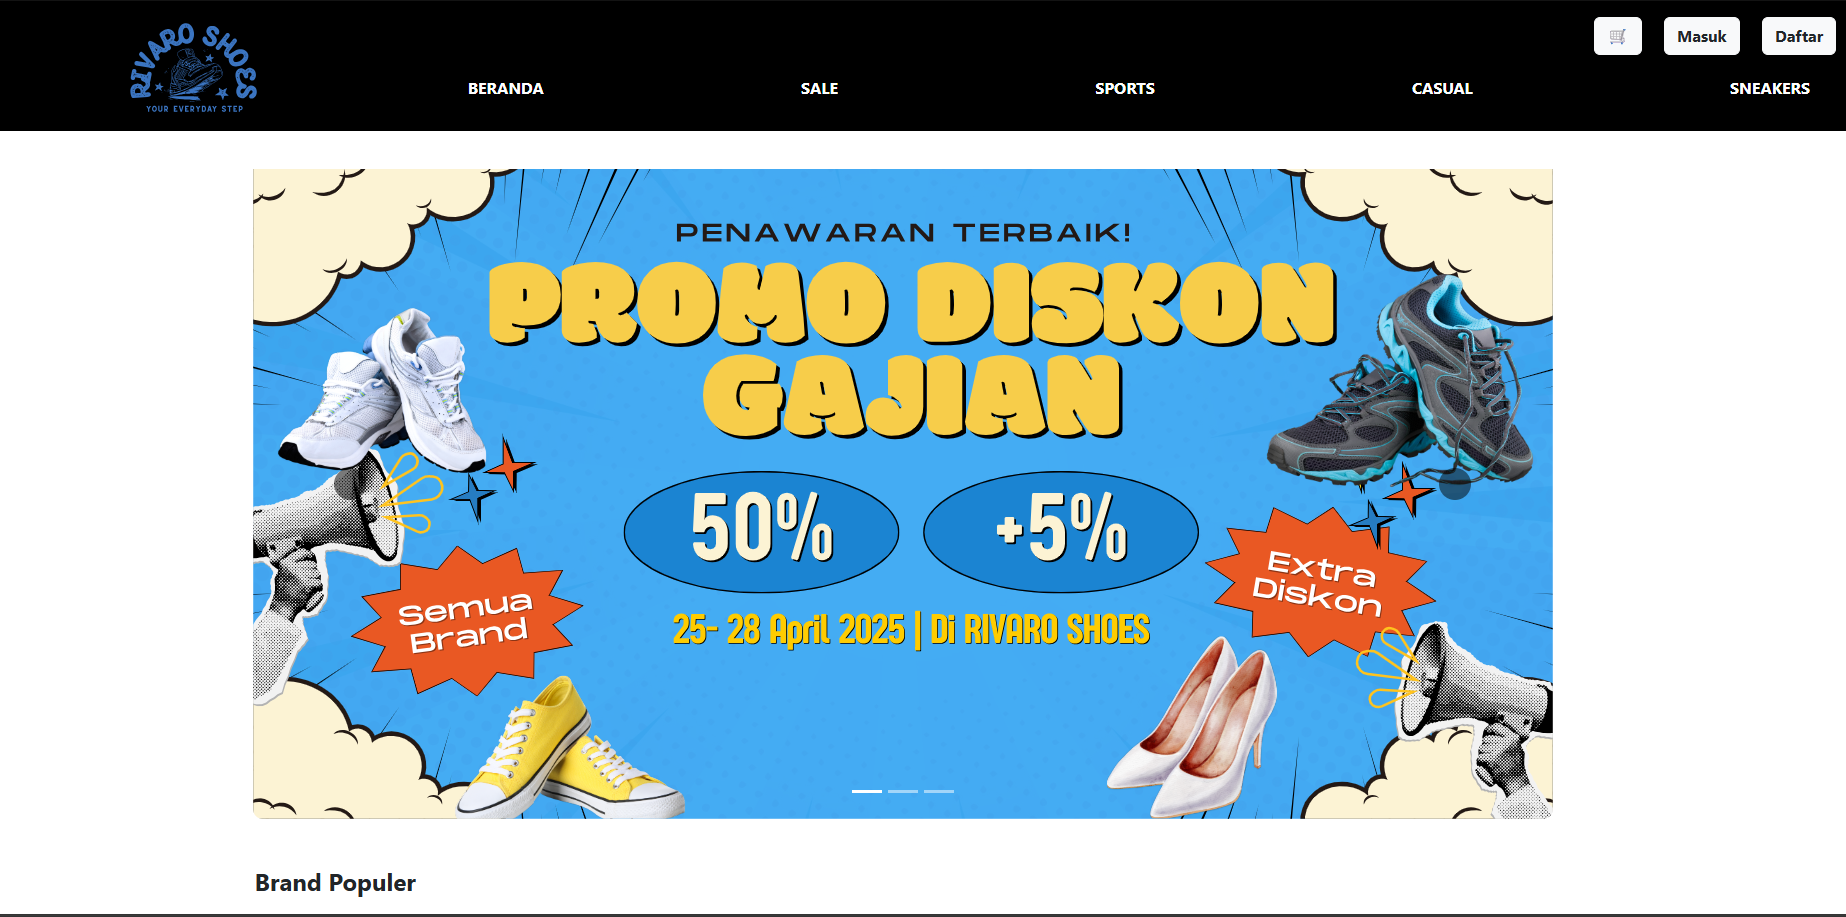 RIVARO SHOES
YOUR EVERYDAY STEP
Masuk
Daftar
BERANDA
SALE
SPORTS
CASUAL
SNEAKERS
PENAWARAN TERBAIK!
PROMO DISKON
GAJIAN
50%
+5%
Semua
Brand
Extra
Diskon
25- 28 April 2025 | Di RIVARO SHOES
Brand Populer